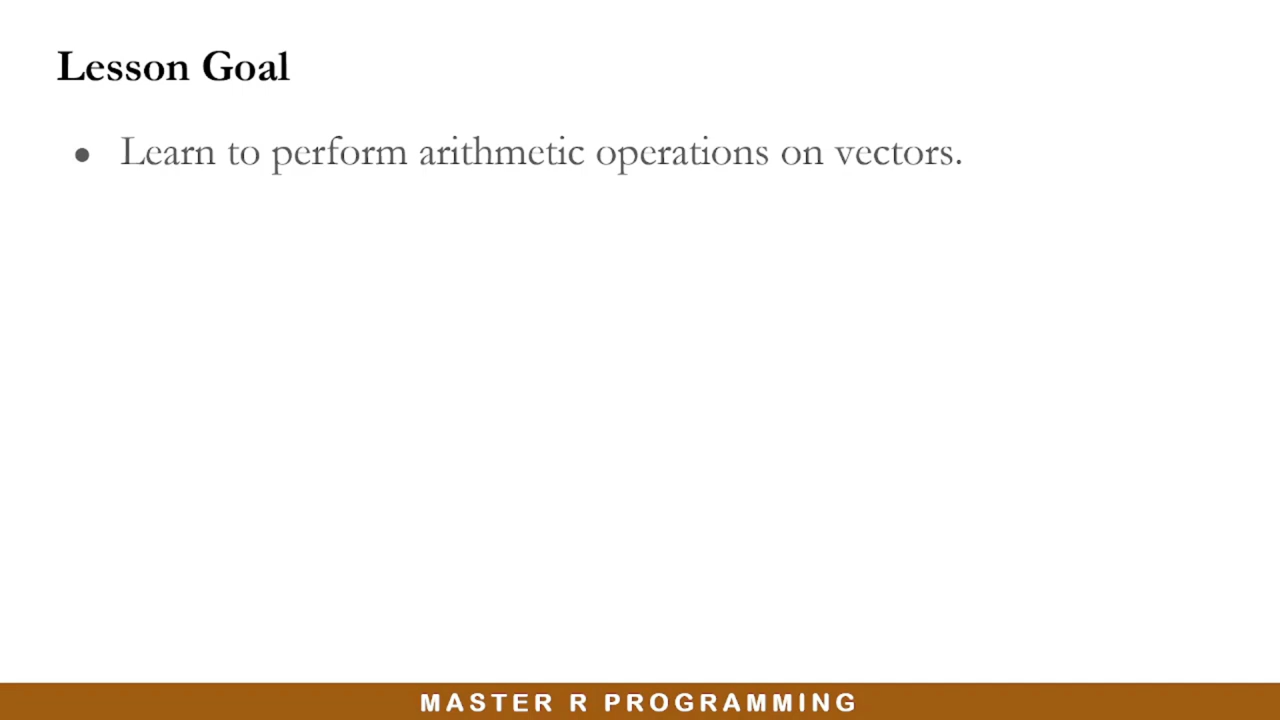 Lesson Goal
● Learn to perform arithmetic operations on vectors.
MASTER R PROGRAMMING